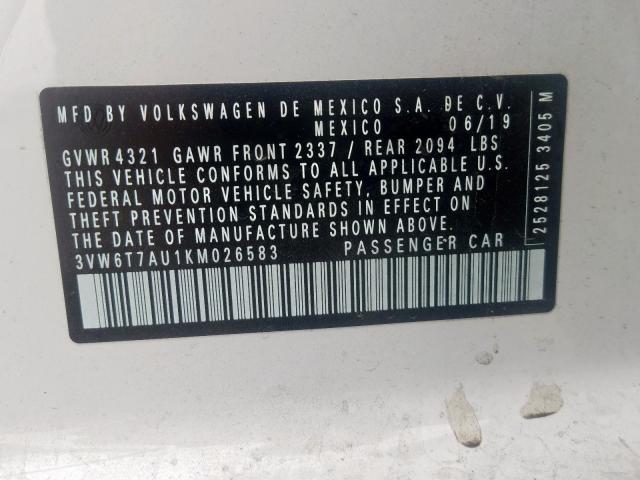 MFD BY VOLKSWAGEN DE MEXICO S.A. DE C.V.
MEXICO 06/19
GVWR 4321 GAWR FRONT 2337 / REAR 2094 LBS
THIS VEHICLE CONFORMS TO ALL APPLICABLE U.S.
FEDERAL MOTOR VEHICLE SAFETY, BUMPER AND
THEFT PREVENTION STANDARDS IN EFFECT ON
THE DATE OF MANUFACTURE SHOWN ABOVE.
3VW6T7AU1KM026583 PASSENGER CAR
2528125 3405 M